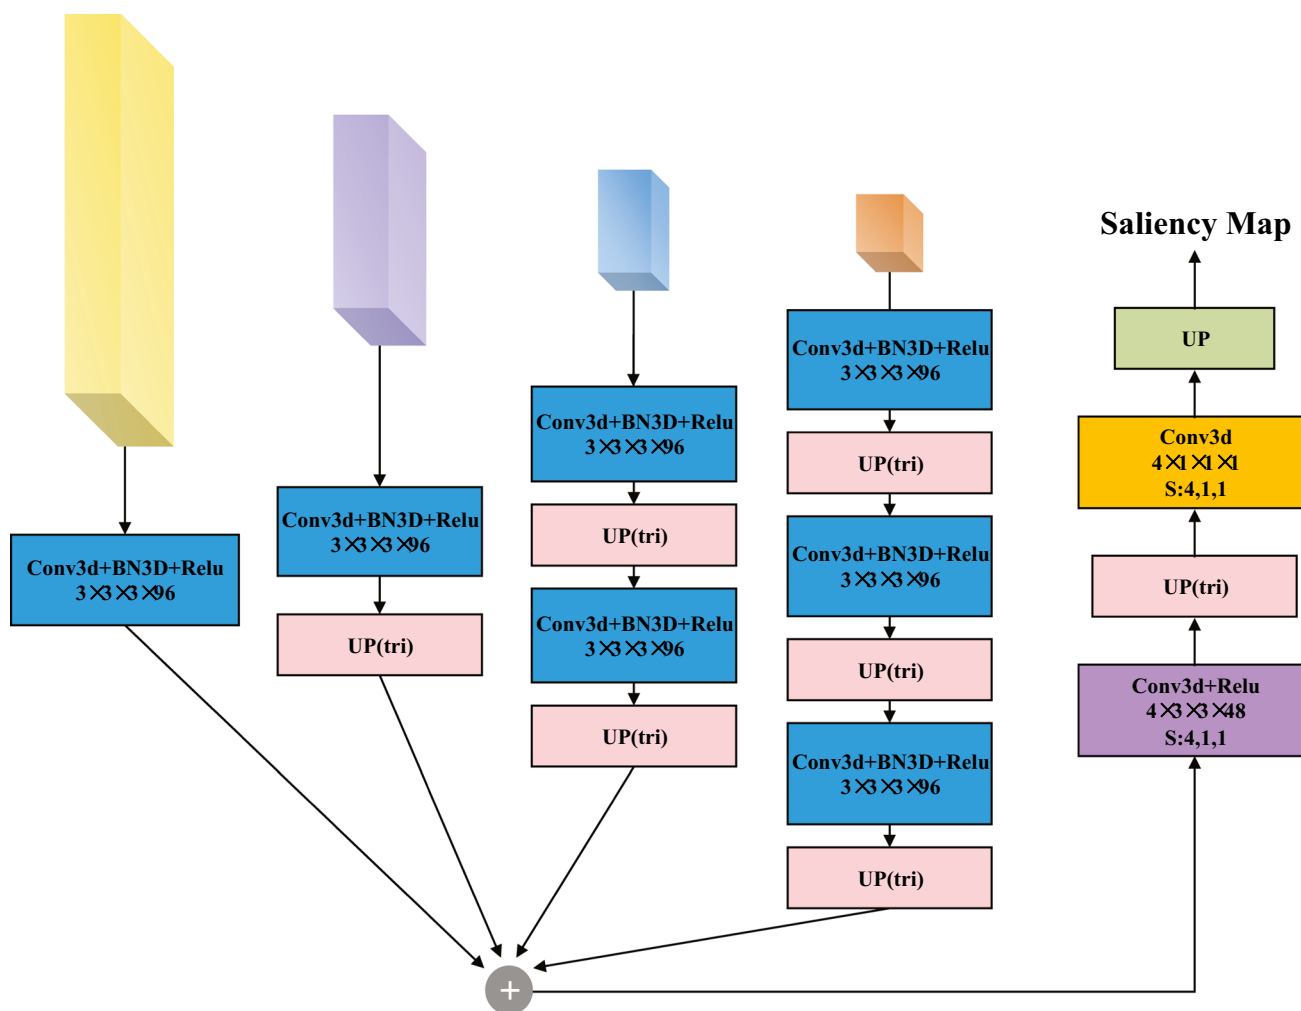 Conv3d+BN3D+Relu
3×3×3×96
Conv3d+BN3D+Relu
3×3×3×96
UP(tri)
Conv3d+BN3D+Relu
3×3×3×96
UP(tri)
Conv3d+BN3D+Relu
3×3×3×96
UP(tri)
Conv3d+BN3D+Relu
3×3×3×96
UP(tri)
Conv3d+BN3D+Relu
3×3×3×96
UP(tri)
Conv3d+BN3D+Relu
3×3×3×96
UP(tri)
+
Saliency Map
UP
Conv3d
4×1×1×1
S:4,1,1
UP(tri)
Conv3d+Relu
4×3×3×48
S:4,1,1